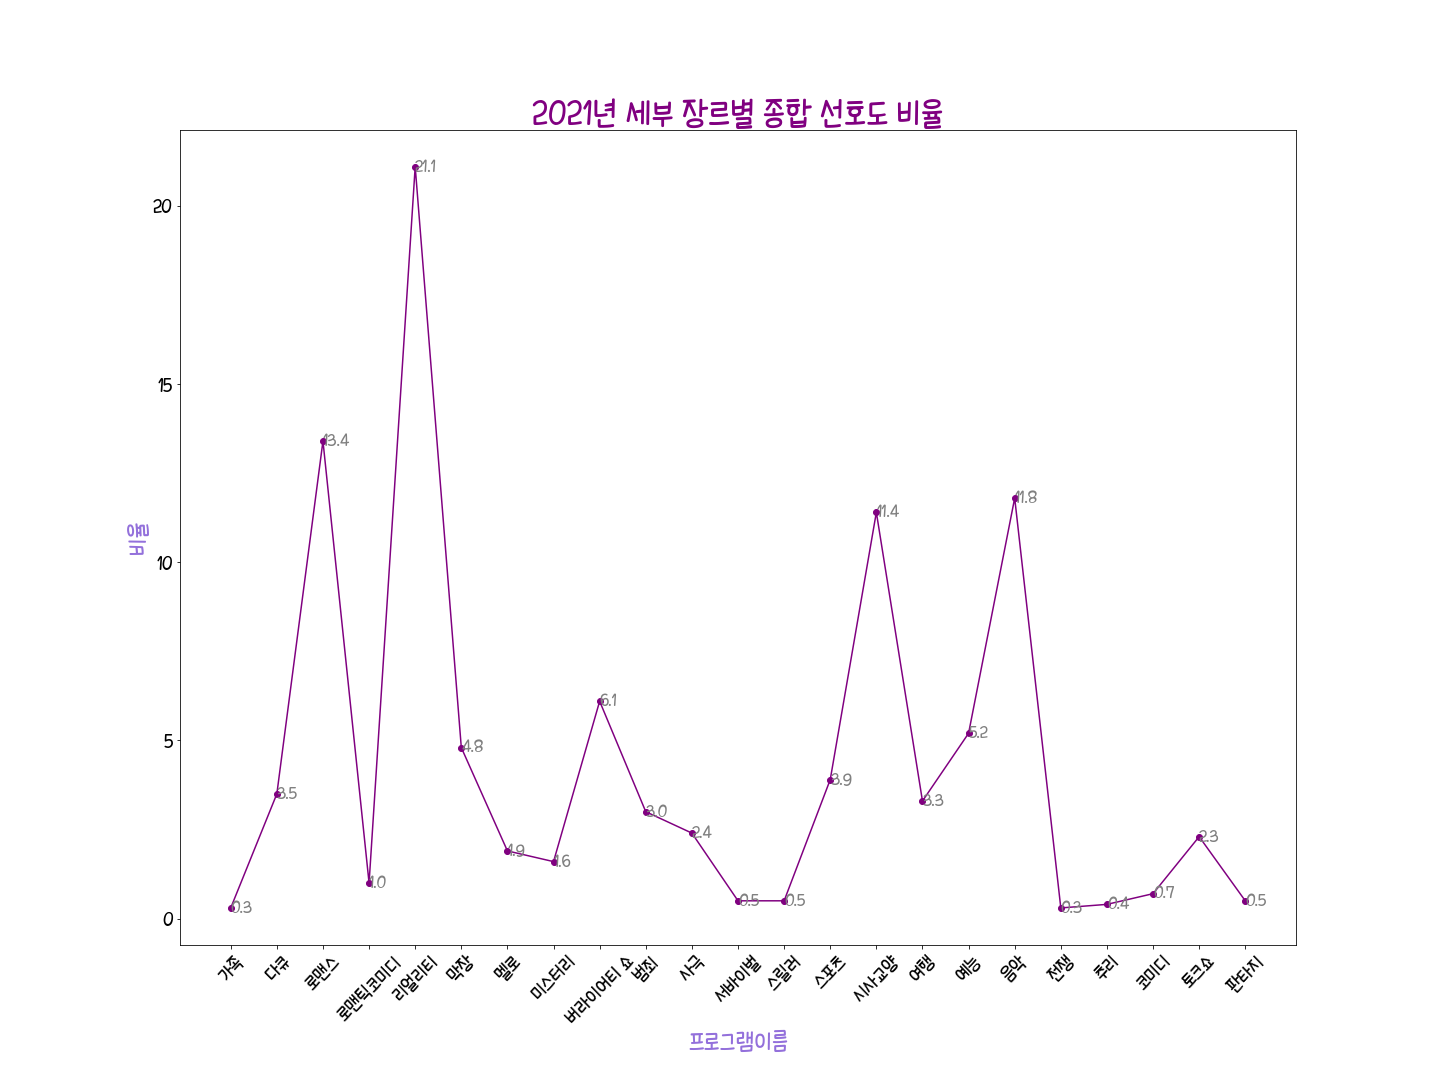 2021년 세부 장르별 종합 선호도 비율
비율
20
15
10
5
0
0.3
3.5
13.4
1.0
21.1
4.8
1.9
1.6
6.1
3.0
2.4
0.5
0.5
3.9
11.4
3.3
5.2
11.8
0.3
0.4
0.7
2.3
0.5
가족
다큐
로맨스
로맨틱코미디
리얼리티
막장
멜로
미스터리
버라이어티 쇼
범죄
사극
서바이벌
스릴러
스포츠
시사교양
여행
예능
음악
전쟁
추리
코미디
토크쇼
판타지
프로그램이름